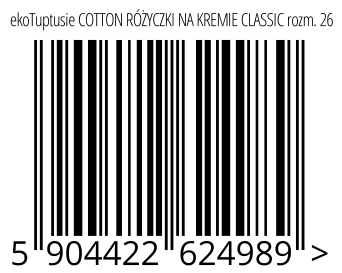 ekoTuptusie COTTON RÓŻYCZKI NA KREMIE CLASSIC rozm. 26
5 904422 624989 >